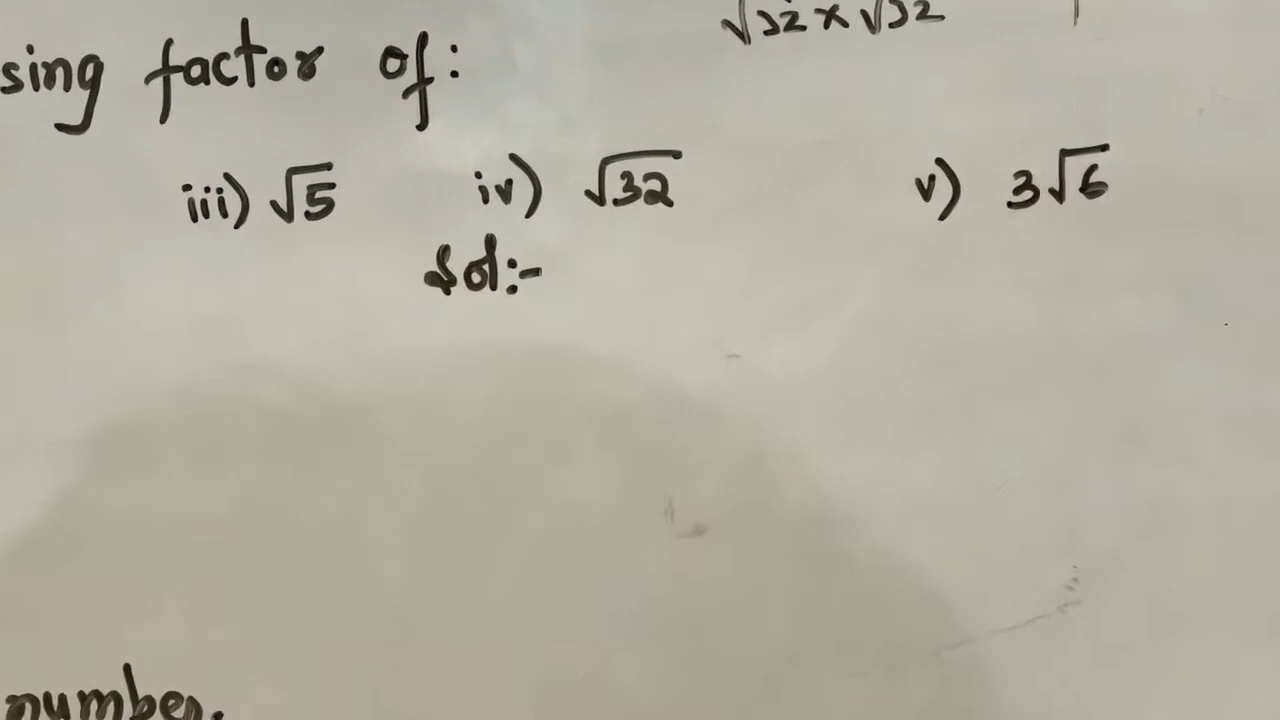 √32 × √32
sing factor of:
iii) √5 iv) √32 v) 3√6
Sol:-
number.